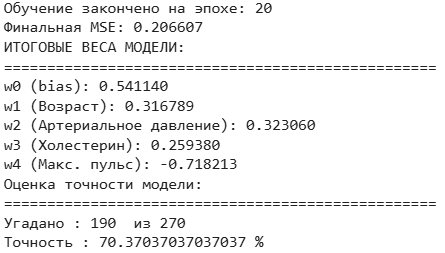 Обучение закончено на эпохе: 20
Финальная MSE: 0.206607
ИТОГОВЫЕ ВЕСА МОДЕЛИ:
==================================================
w0 (bias): 0.541140
w1 (Возраст): 0.316789
w2 (Артериальное давление): 0.323060
w3 (Холестерин): 0.259380
w4 (Макс. пульс): -0.718213
Оценка точности модели:
==================================================
Угадано : 190  из 270
Точность : 70.37037037037037 %